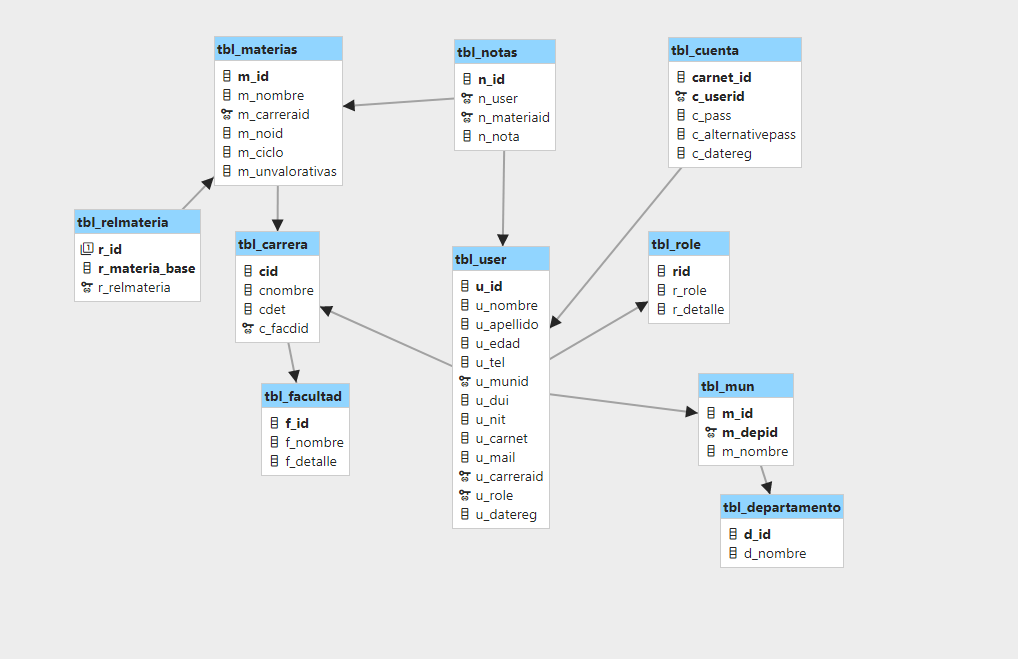 tbl_materias
m_id
m_nombre
m_carreraid
m_noid
m_ciclo
m_unvalorativas
tbl_notas
n_id
n_user
n_materiaid
n_nota
tbl_cuenta
carnet_id
c_userid
c_pass
c_alternativepass
c_datereg
tbl_relmateria
r_id
r_materia_base
r_relmateria
tbl_carrera
cid
cnombre
cdet
c_facdid
tbl_user
u_id
u_nombre
u_apellido
u_edad
u_tel
u_munid
u_dui
u_nit
u_carnet
u_mail
u_carreraid
u_role
u_datereg
tbl_role
rid
r_role
r_detalle
tbl_facultad
f_id
f_nombre
f_detalle
tbl_mun
m_id
m_depid
m_nombre
tbl_departamento
d_id
d_nombre